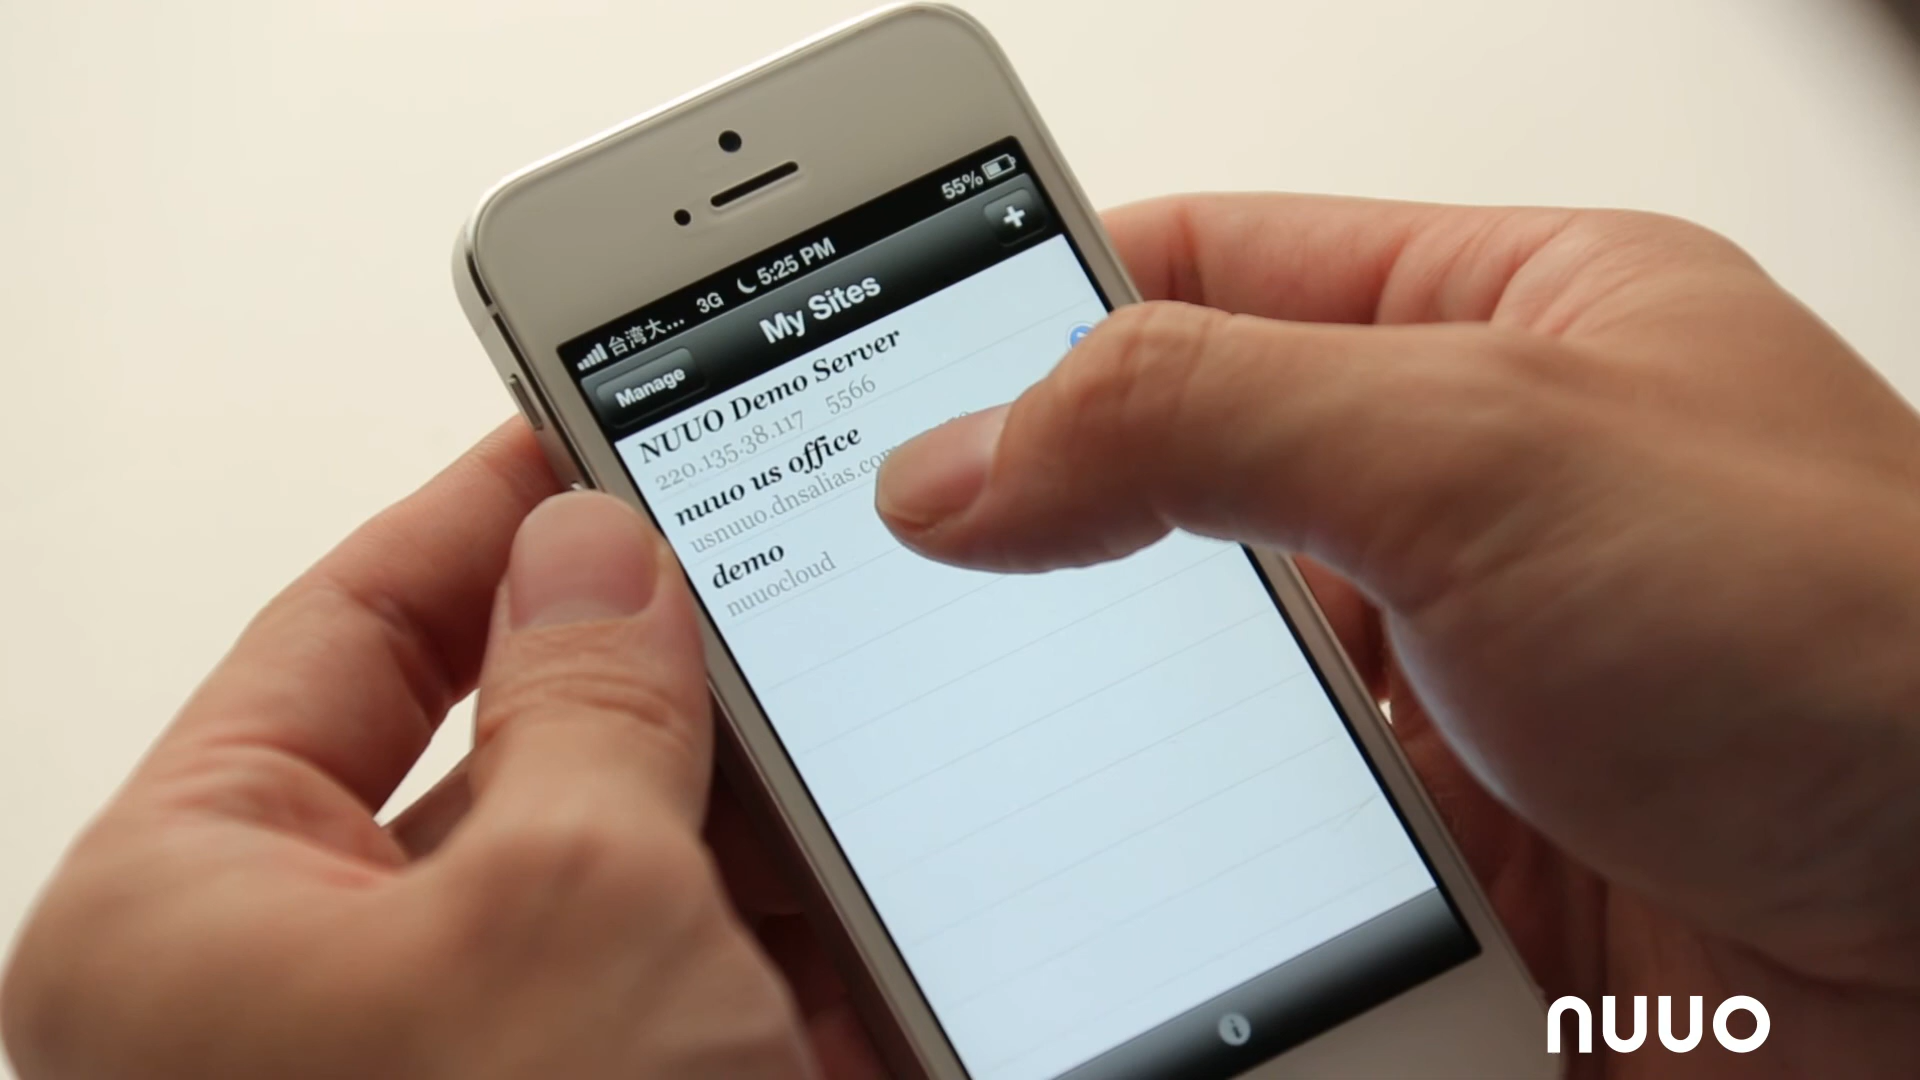 台湾大... 3G 5:25 PM 55%
Manage My Sites +
NUUO Demo Server
220.135.38.117 5566
nuuo us office
usnuuo.dnsalias.com
demo
nuuocloud
i
nuuo